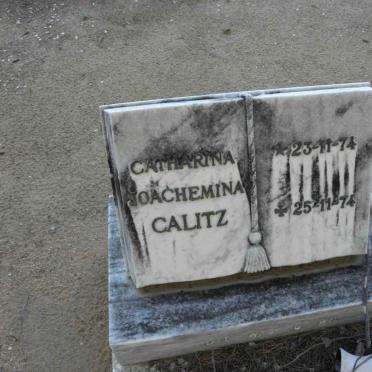 CATHARINA
JOACHEMINA
CALITZ
* 23-11-74
+ 25-11-74